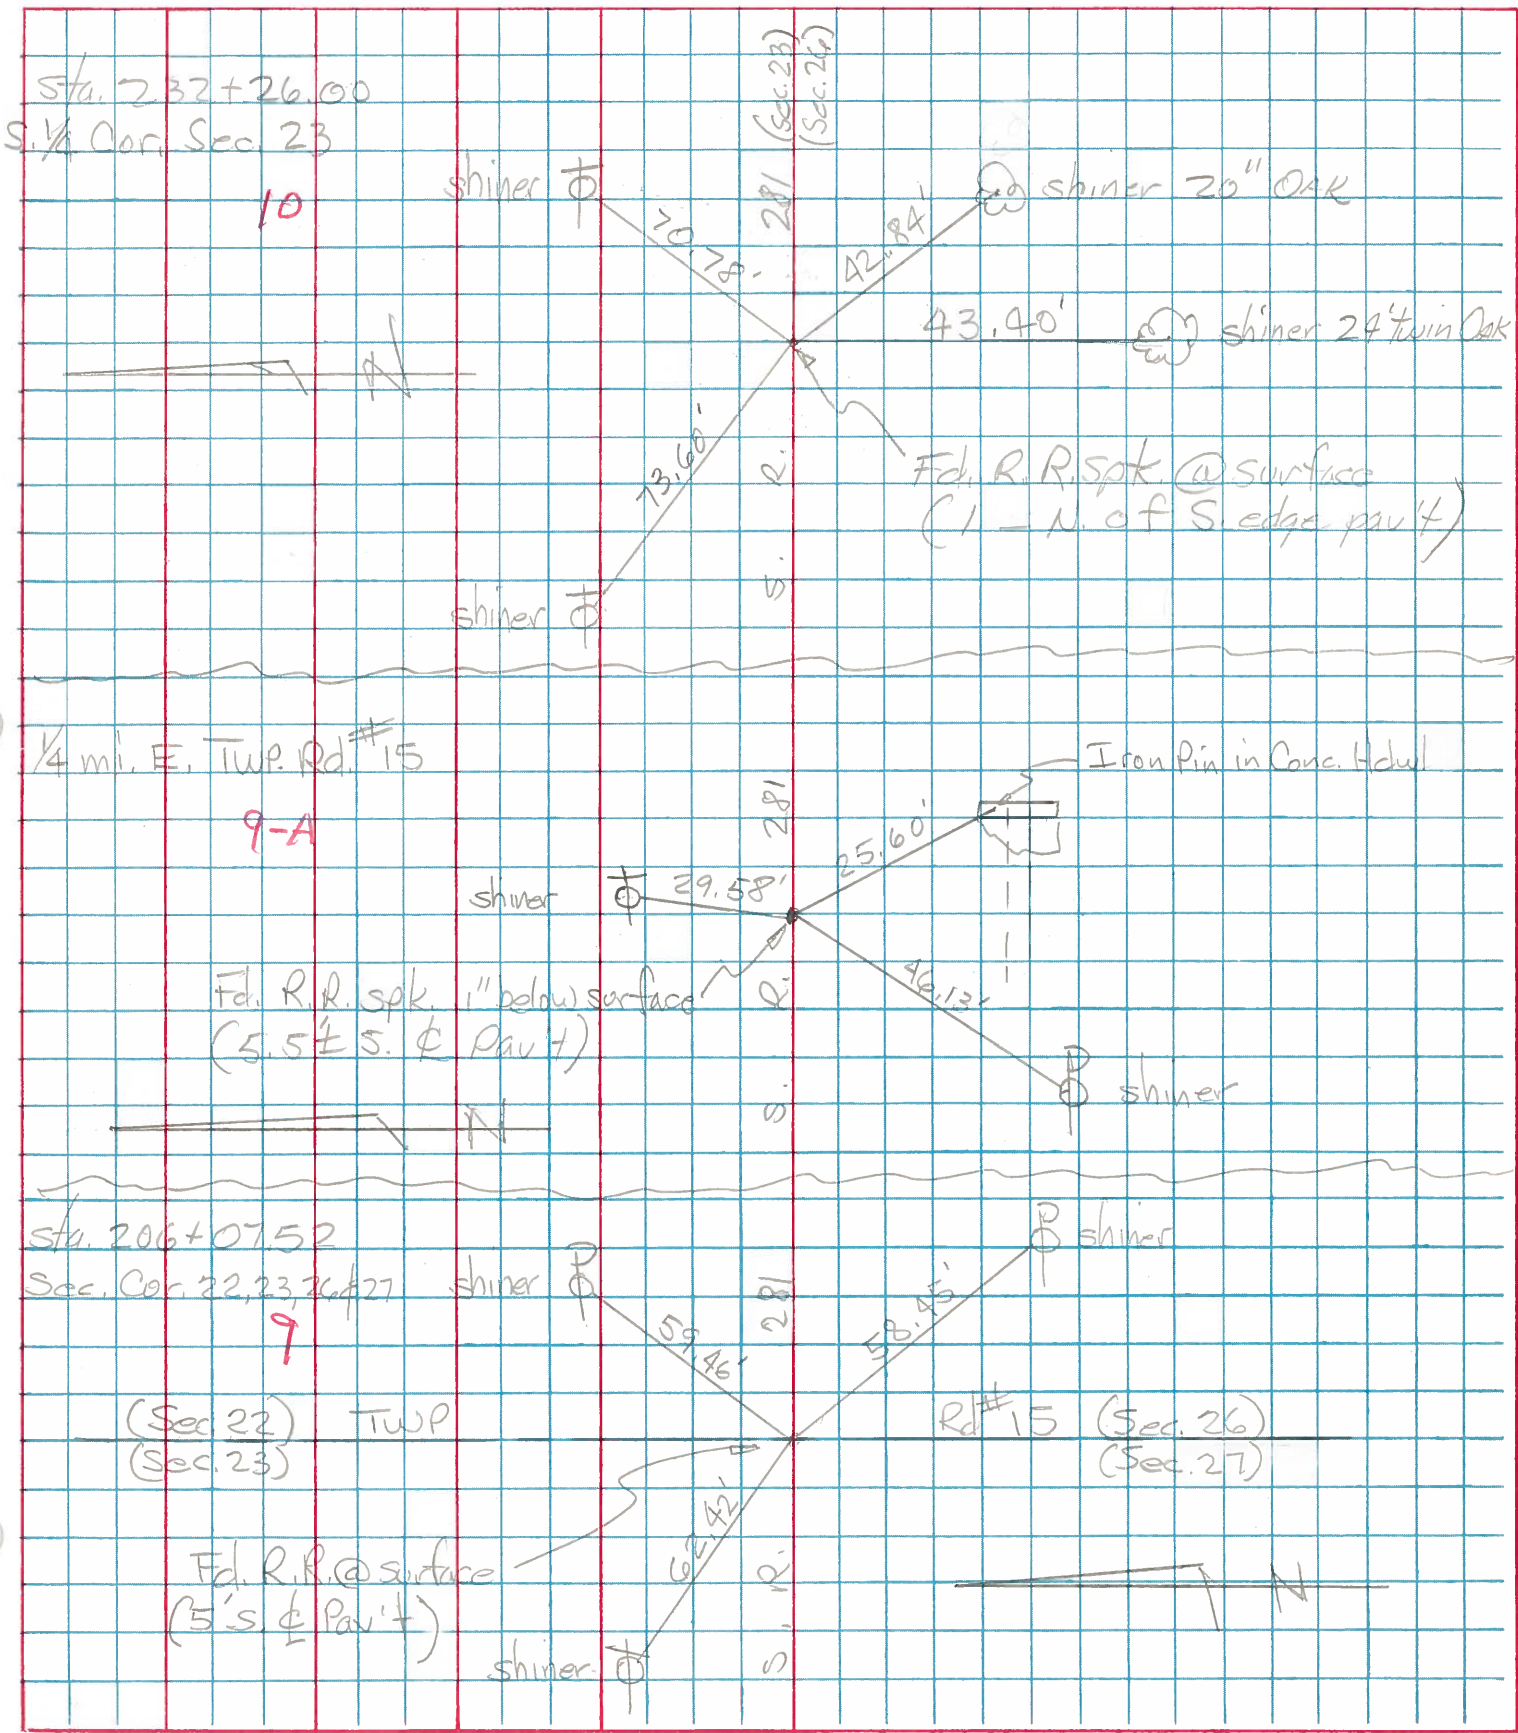 Sta. 232+26.00
S. 1/4 Cor. Sec. 23
10
(Sec. 23)
(Sec. 26)
S. R. 281
shiner
70.78'
42.84'
shiner 20" OAK
43.40'
shiner 24" twin Oak
N
73.60'
Fd. R.R. spk. @ surface
(1 – N. of S. edge pav't)
shiner
1/4 mi. E. Twp. Rd. #15
9-A
S. R. 281
Iron Pin in Conc. Hdwl
25.60'
shiner
29.58'
46.13'
Fd. R.R. spk. 1" below surface
(5.5'± S. ₵ Pav't)
shiner
N
Sta. 206+07.52
Sec. Cor. 22,23,26&27
9
shiner
shiner
S. R. 281
59.46'
58.45'
(Sec. 22) TWP Rd #15 (Sec. 26)
(Sec. 23) (Sec. 27)
62.42'
Fd. R.R. @ surface
(5' S. ₵ Pav't)
N
shiner